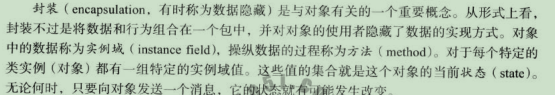 封装（encapsulation，有时称为数据隐藏）是与对象有关的一个重要概念。从形式上看，
封装不过是将数据和行为组合在一个包中，并对对象的使用者隐藏了数据的实现方式。对象
中的数据称为实例域（instance field），操纵数据的过程称为方法（method）。对于每个特定的
类实例（对象）都有一组特定的实例域值。这些值的集合就是这个对象的当前状态（state）。
无论何时，只要向对象发送一个消息，它的状态就有可能发生改变。